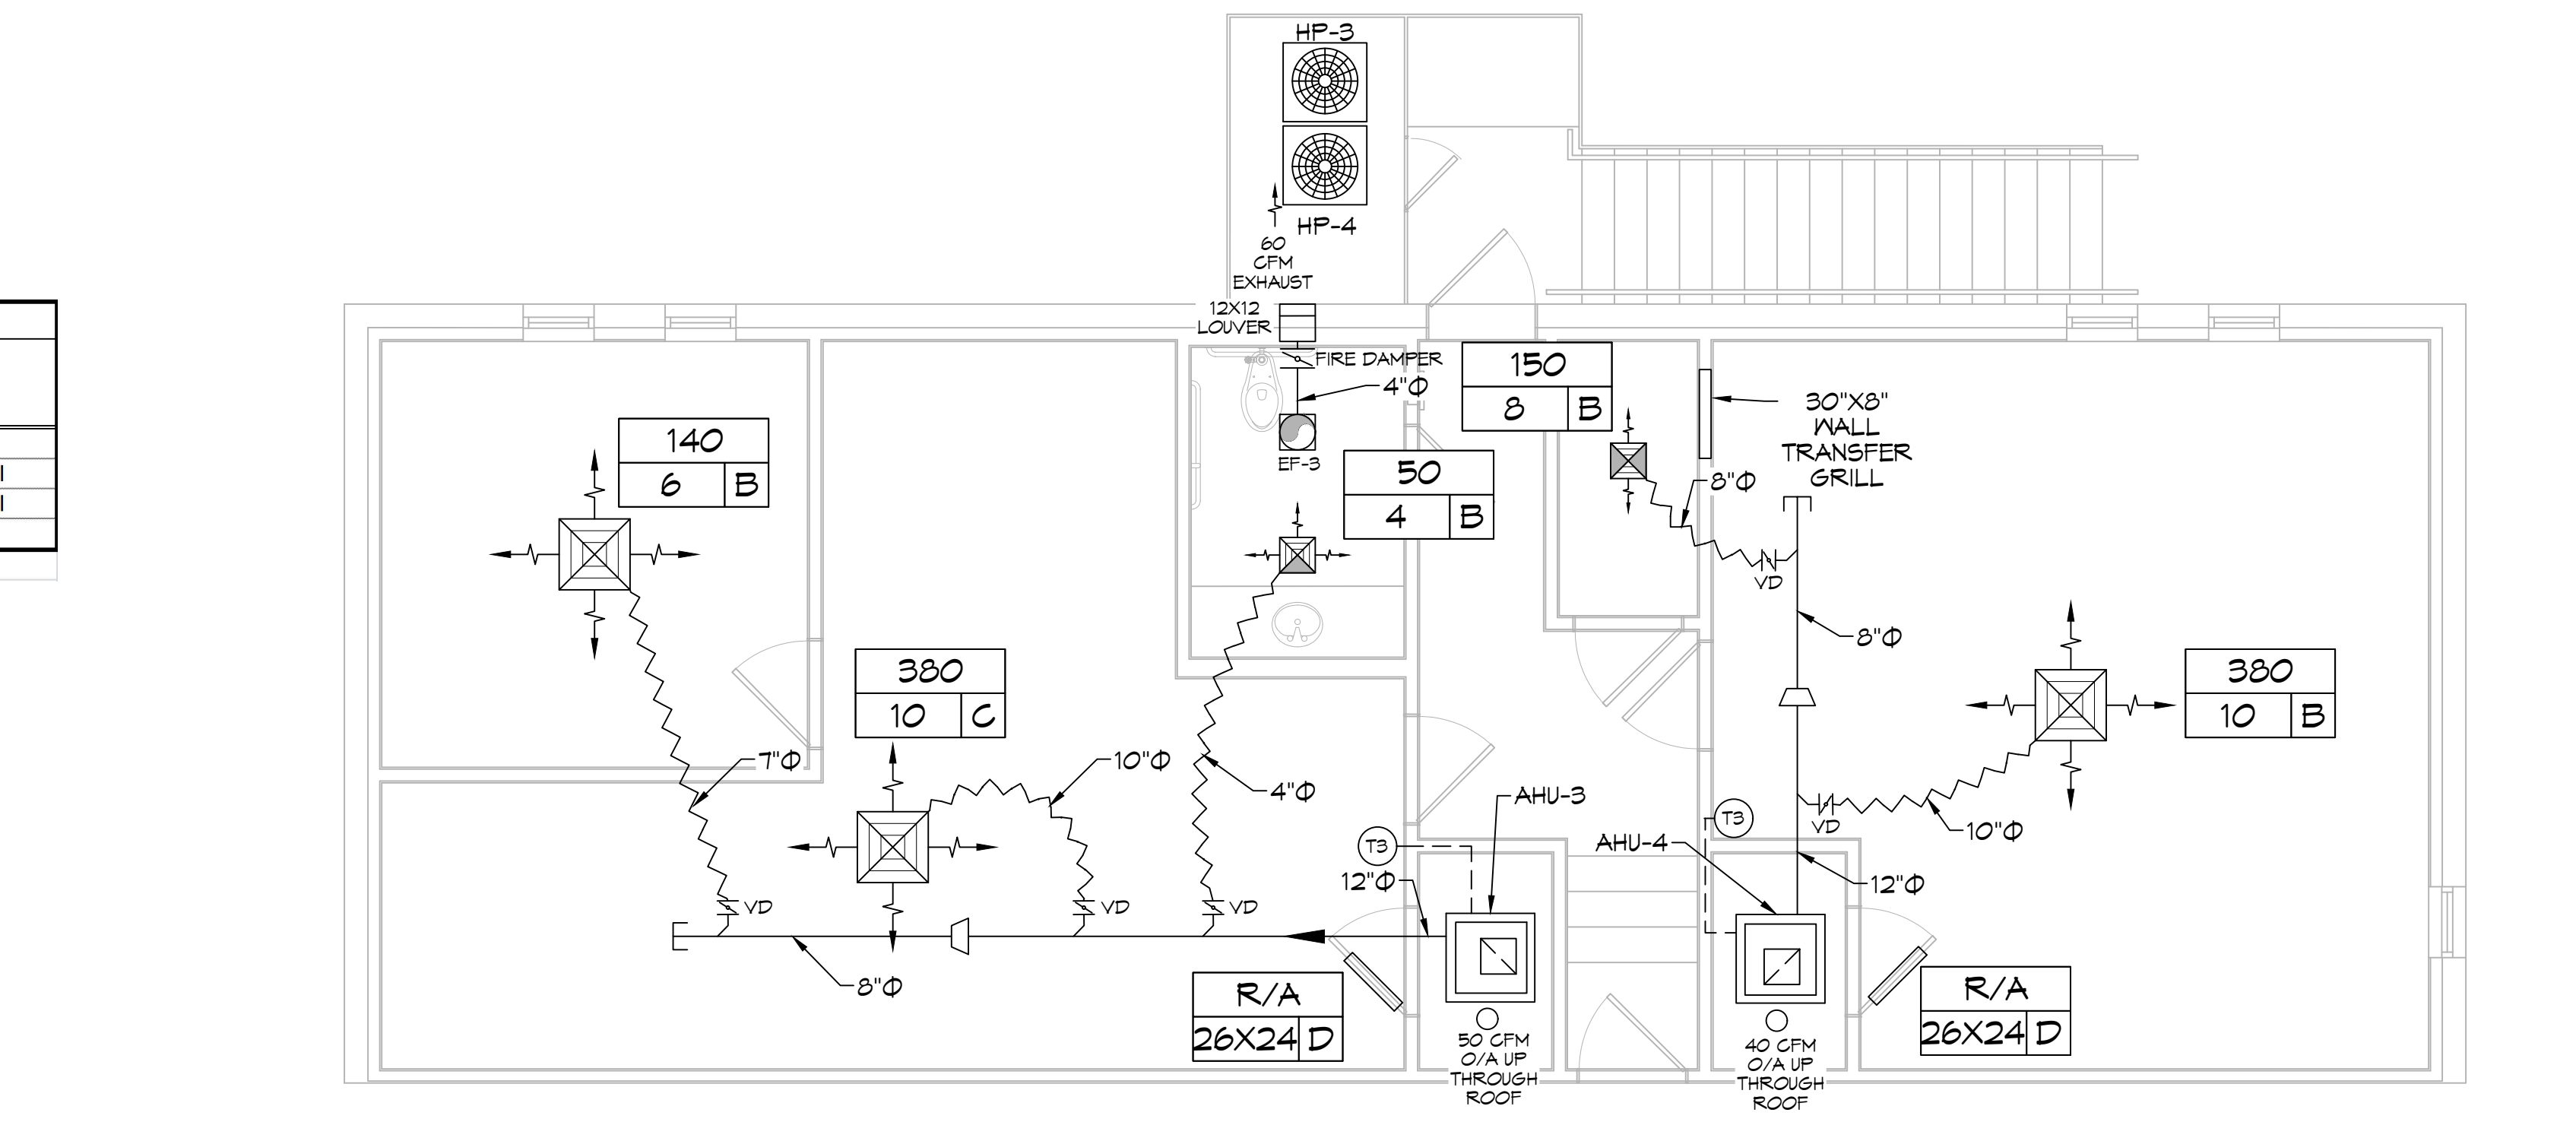 HP-3
HP-4
60
CFM
EXHAUST
12X12
LOUVER
FIRE DAMPER
4"Φ
EF-3
150
8 B
30"X8"
WALL
TRANSFER
GRILL
140
6 B
50
4 B
8"Φ
VD
8"Φ
380
10 C
380
10 B
7"Φ
10"Φ
4"Φ
AHU-3
T3
VD
10"Φ
T3
AHU-4
12"Φ
12"Φ
VD
VD
VD
8"Φ
R/A
26X24 D
R/A
26X24 D
50 CFM
O/A UP
THROUGH
ROOF
40 CFM
O/A UP
THROUGH
ROOF